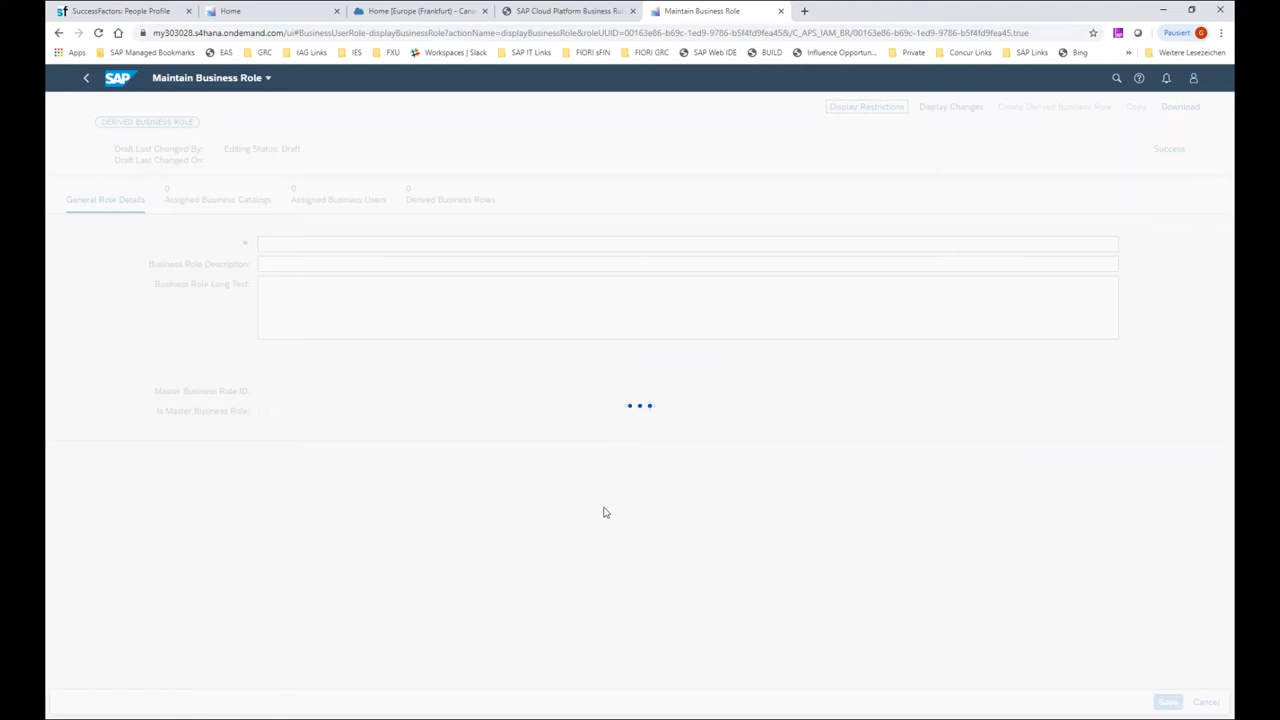 SuccessFactors: People Profile
Home
Home [Europe (Frankfurt) - Cana
SAP Cloud Platform Business Rul
Maintain Business Role
my303028.s4hana.ondemand.com/ui#BusinessUserRole-displayBusinessRole?actionName=displayBusinessRole&roleUUID=00163e86-b69c-1ed9-9786-b5f4fd9fea45&/C_APS_IAM_BR/00163e86-b69c-1ed9-9786-b5f4fd9fea45.true
Pausiert G
Apps SAP Managed Bookmarks EAS GRC IAG Links IES FXU Workspaces | Slack SAP IT Links FIORI sFIN FIORI GRC SAP Web IDE BUILD Influence Opportun... Private Concur Links SAP Links Bing » Weitere Lesezeichen
SAP Maintain Business Role
Display Restrictions Display Changes Create Derived Business Role Copy Download
DERIVED BUSINESS ROLE
Draft Last Changed By: Editing Status: Draft Success
Draft Last Changed On:
0 0 0
General Role Details Assigned Business Catalogs Assigned Business Users Derived Business Roles
*
Business Role Description:
Business Role Long Text:
Master Business Role ID:
Is Master Business Role:
Save Cancel